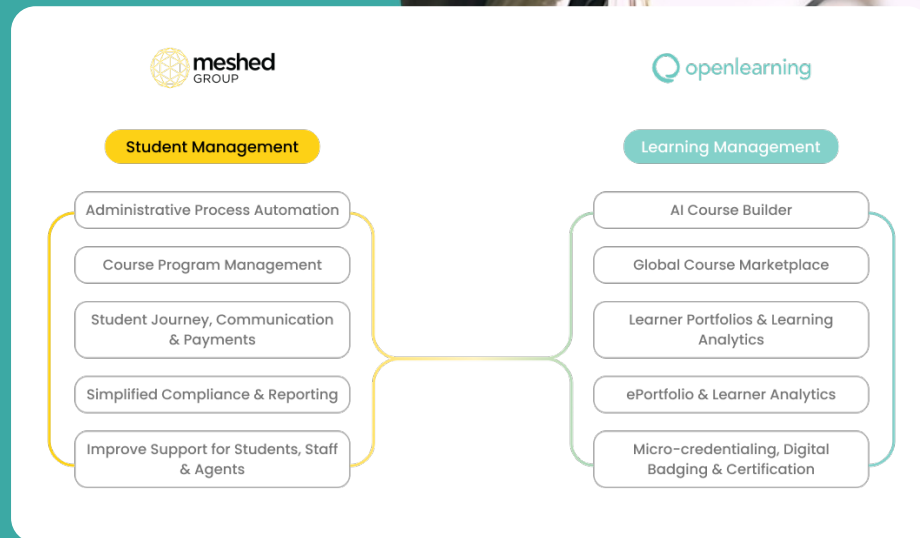 meshed
GROUP
Student Management
Administrative Process Automation
Course Program Management
Student Journey, Communication
& Payments
Simplified Compliance & Reporting
Improve Support for Students, Staff
& Agents
openlearning
Learning Management
AI Course Builder
Global Course Marketplace
Learner Portfolios & Learning
Analytics
ePortfolio & Learner Analytics
Micro-credentialing, Digital
Badging & Certification